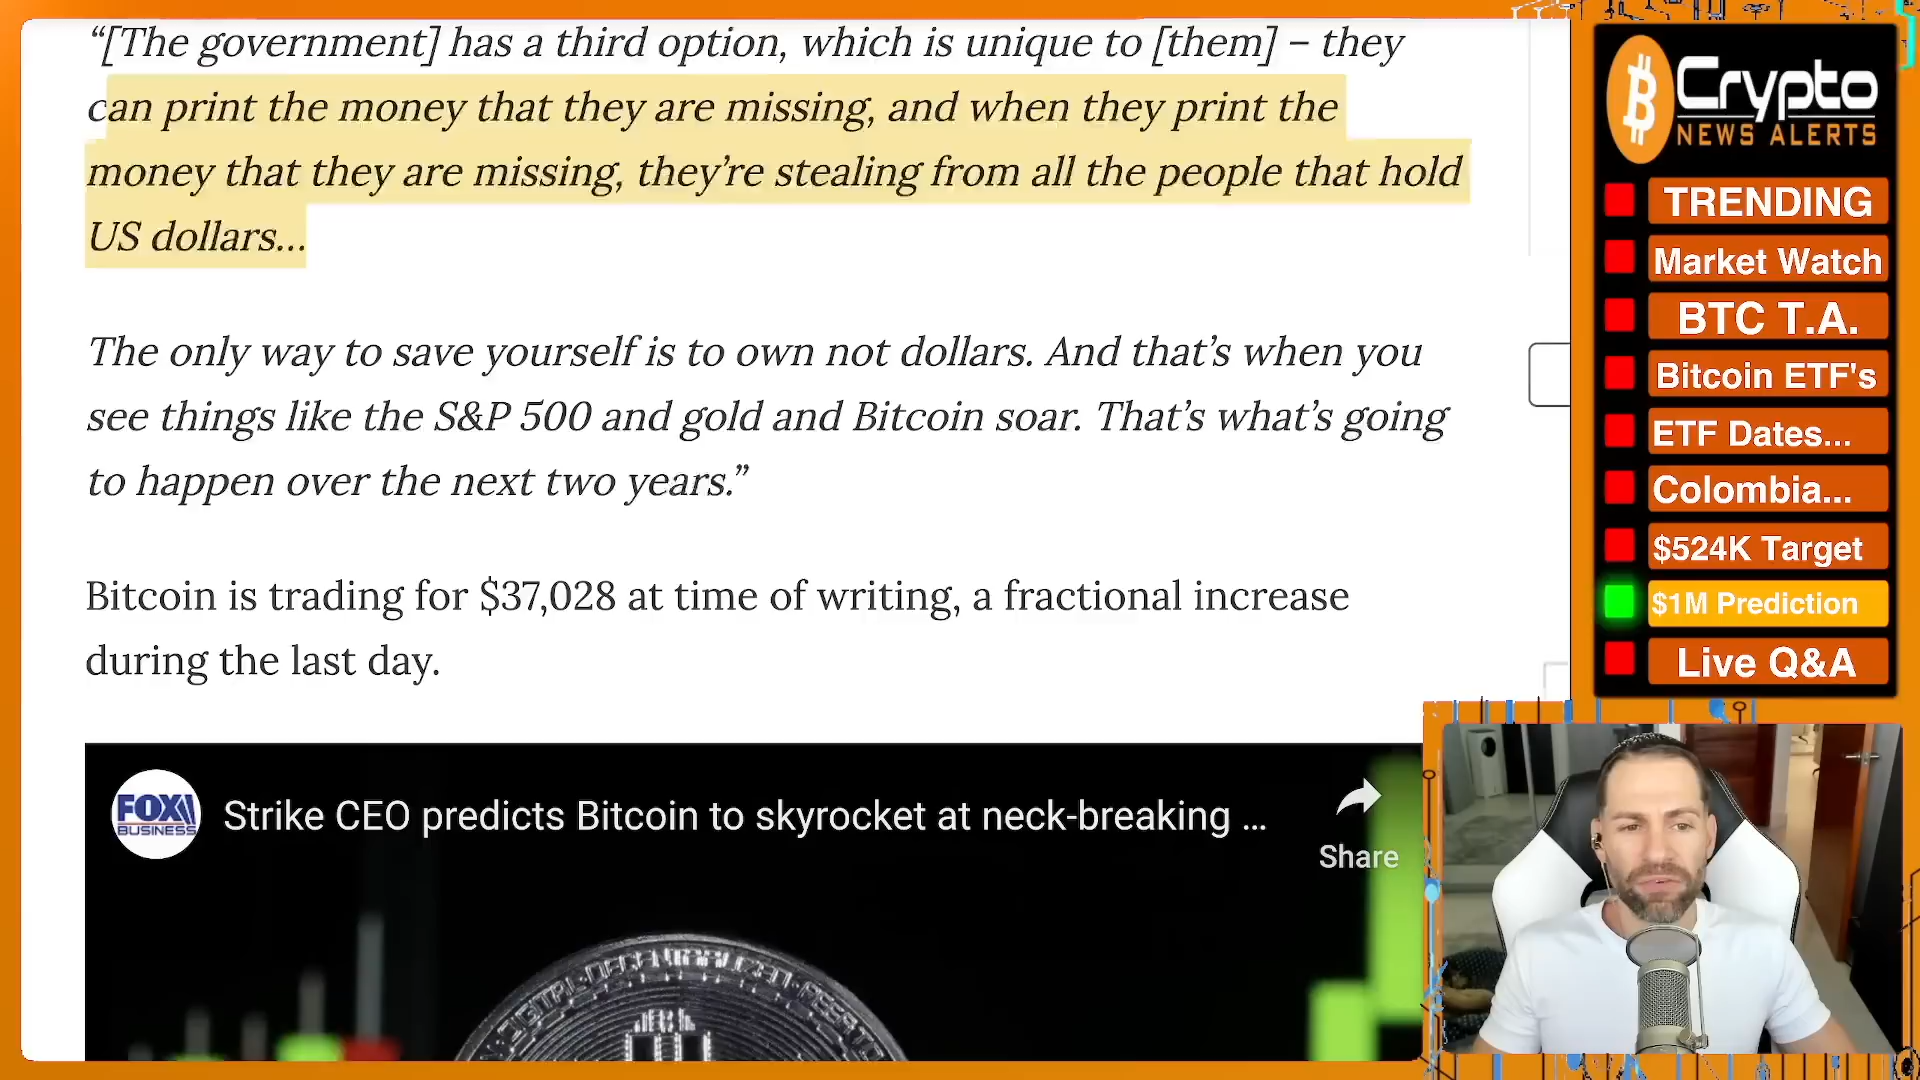 “[The government] has a third option, which is unique to [them] – they
can print the money that they are missing, and when they print the
money that they are missing, they’re stealing from all the people that hold
US dollars…
The only way to save yourself is to own not dollars. And that’s when you
see things like the S&P 500 and gold and Bitcoin soar. That’s what’s going
to happen over the next two years.”
Bitcoin is trading for $37,028 at time of writing, a fractional increase
during the last day.
FOX
BUSINESS
Strike CEO predicts Bitcoin to skyrocket at neck-breaking ...
Share
DIGITAL DECENTRALIZED
Crypto
NEWS ALERTS
TRENDING
Market Watch
BTC T.A.
Bitcoin ETF's
ETF Dates...
Colombia...
$524K Target
$1M Prediction
Live Q&A